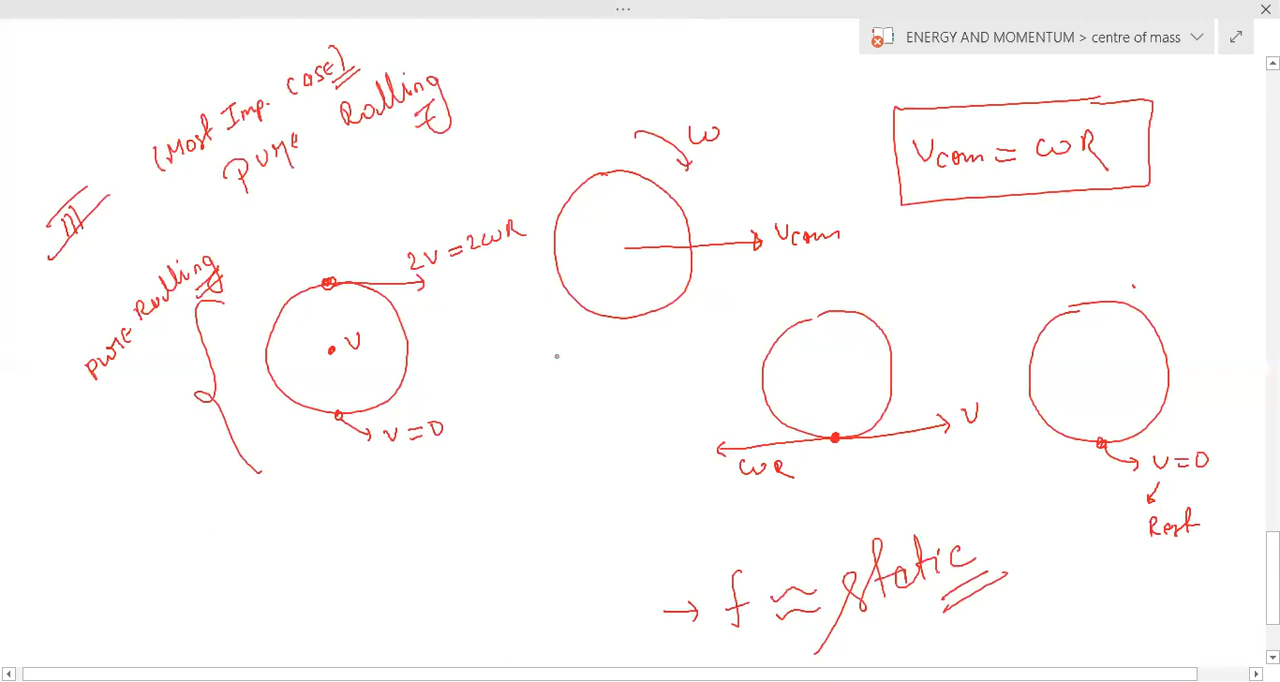 ENERGY AND MOMENTUM > centre of mass
III
(Most Imp. CASE)
PURE Rolling
ω
Vcom = ωR
Vcom
PURE Rolling
2V = 2ωR
V
V = 0
ωR
V
V = 0
Rest
→ f ≈ static